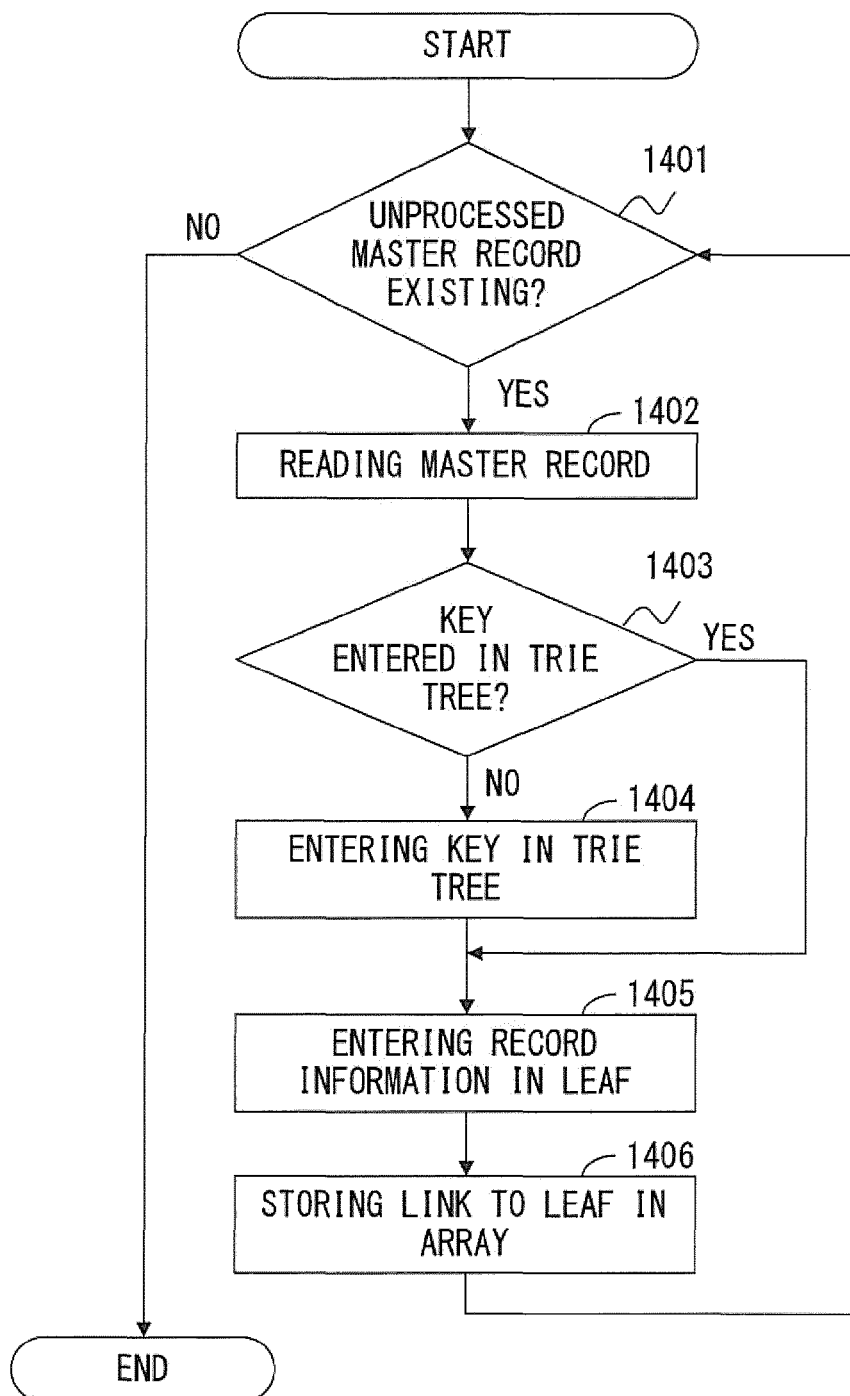 START
1401
NO
UNPROCESSED
MASTER RECORD
EXISTING?
YES
1402
READING MASTER RECORD
1403
KEY
ENTERED IN TRIE
TREE?
YES
NO
1404
ENTERING KEY IN TRIE
TREE
1405
ENTERING RECORD
INFORMATION IN LEAF
1406
STORING LINK TO LEAF IN
ARRAY
END